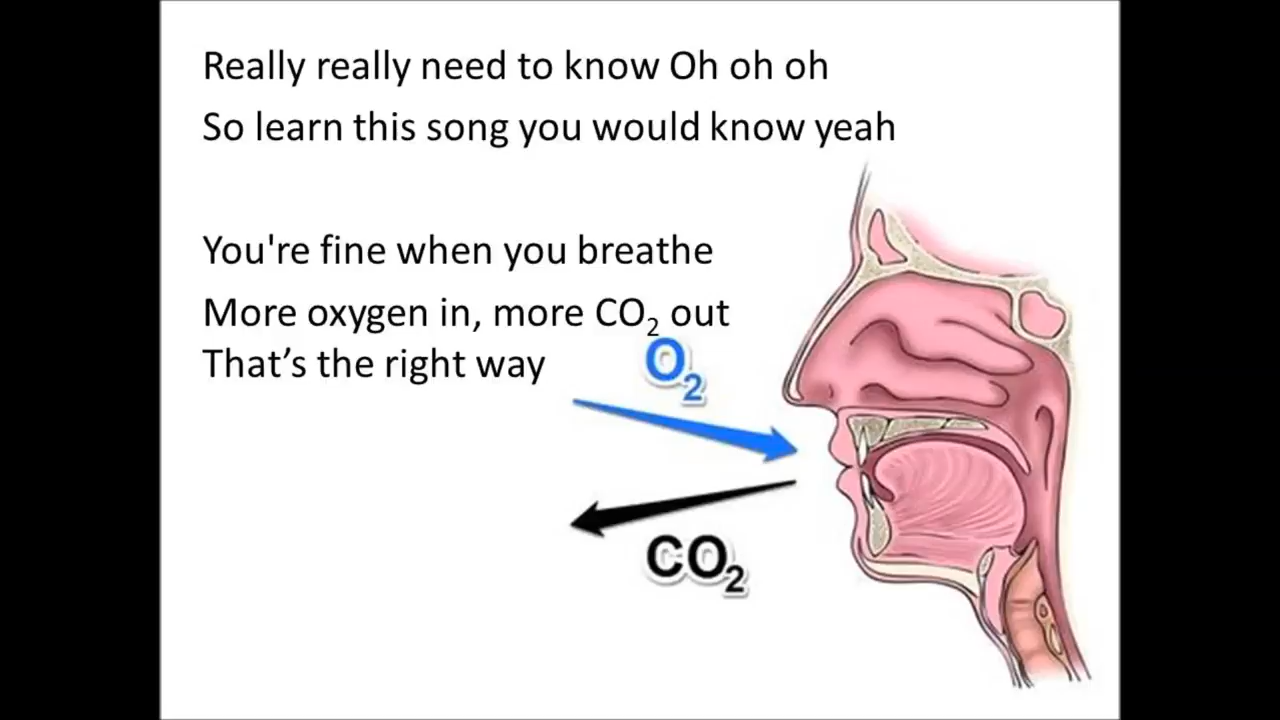 Really really need to know Oh oh oh
So learn this song you would know yeah
You're fine when you breathe
More oxygen in, more CO₂ out
That’s the right way
O₂
CO₂